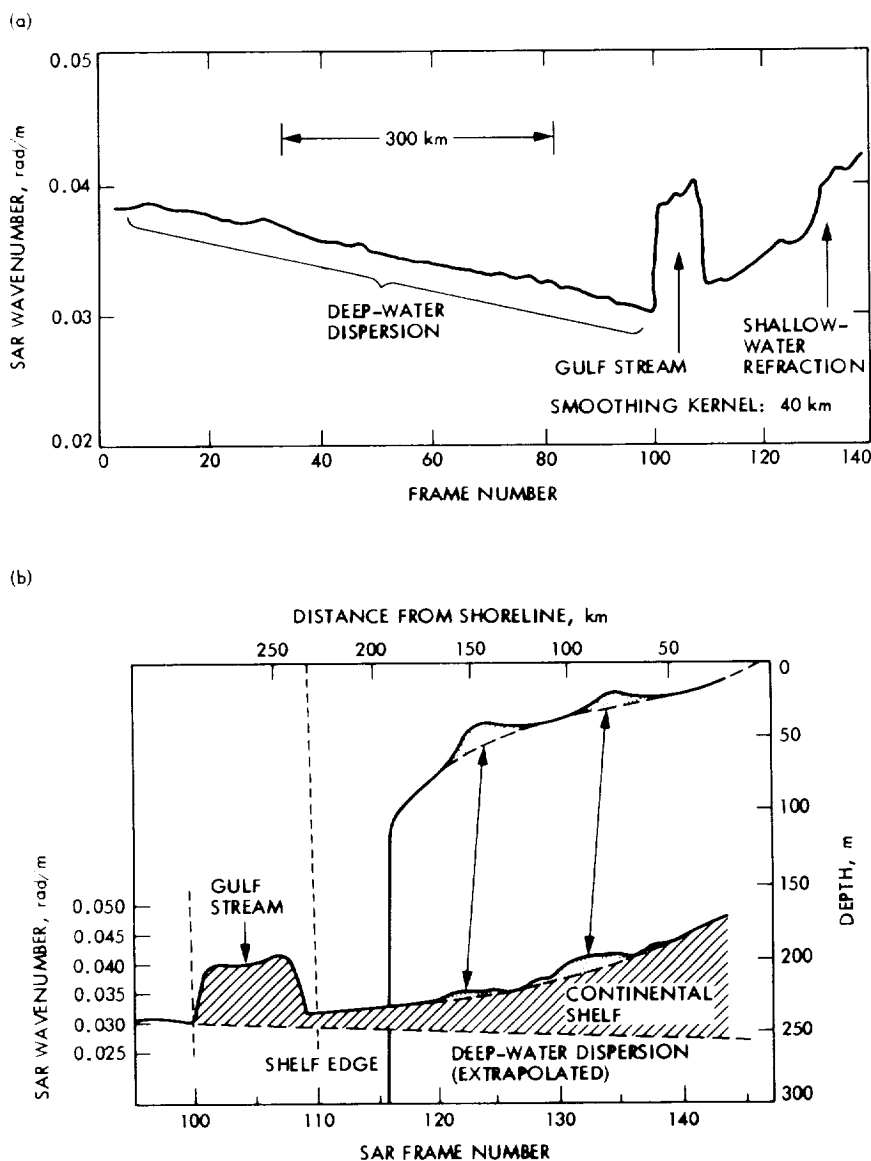 (a)
0.05
0.04
0.03
0.02
SAR WAVENUMBER, rad/m
300 km
DEEP-WATER
DISPERSION
GULF STREAM
SHALLOW-
WATER
REFRACTION
SMOOTHING KERNEL: 40 km
0 20 40 60 80 100 120 140
FRAME NUMBER
(b)
DISTANCE FROM SHORELINE, km
250 200 150 100 50
0
50
100
150
200
250
300
DEPTH, m
GULF
STREAM
0.050
0.045
0.040
0.035
0.030
0.025
SAR WAVENUMBER, rad/m
CONTINENTAL
SHELF
SHELF EDGE
DEEP-WATER DISPERSION
(EXTRAPOLATED)
100 110 120 130 140
SAR FRAME NUMBER